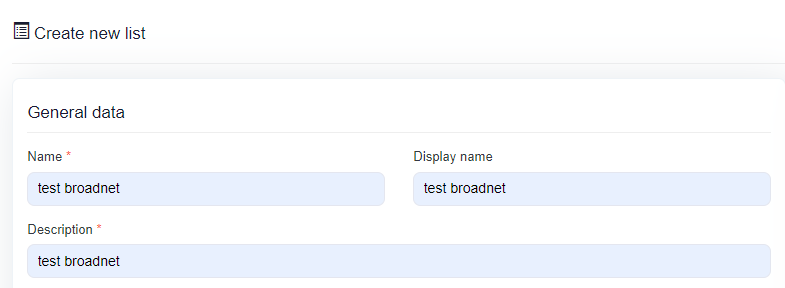 Create new list
General data
Name *
Display name
test broadnet
test broadnet
Description *
test broadnet